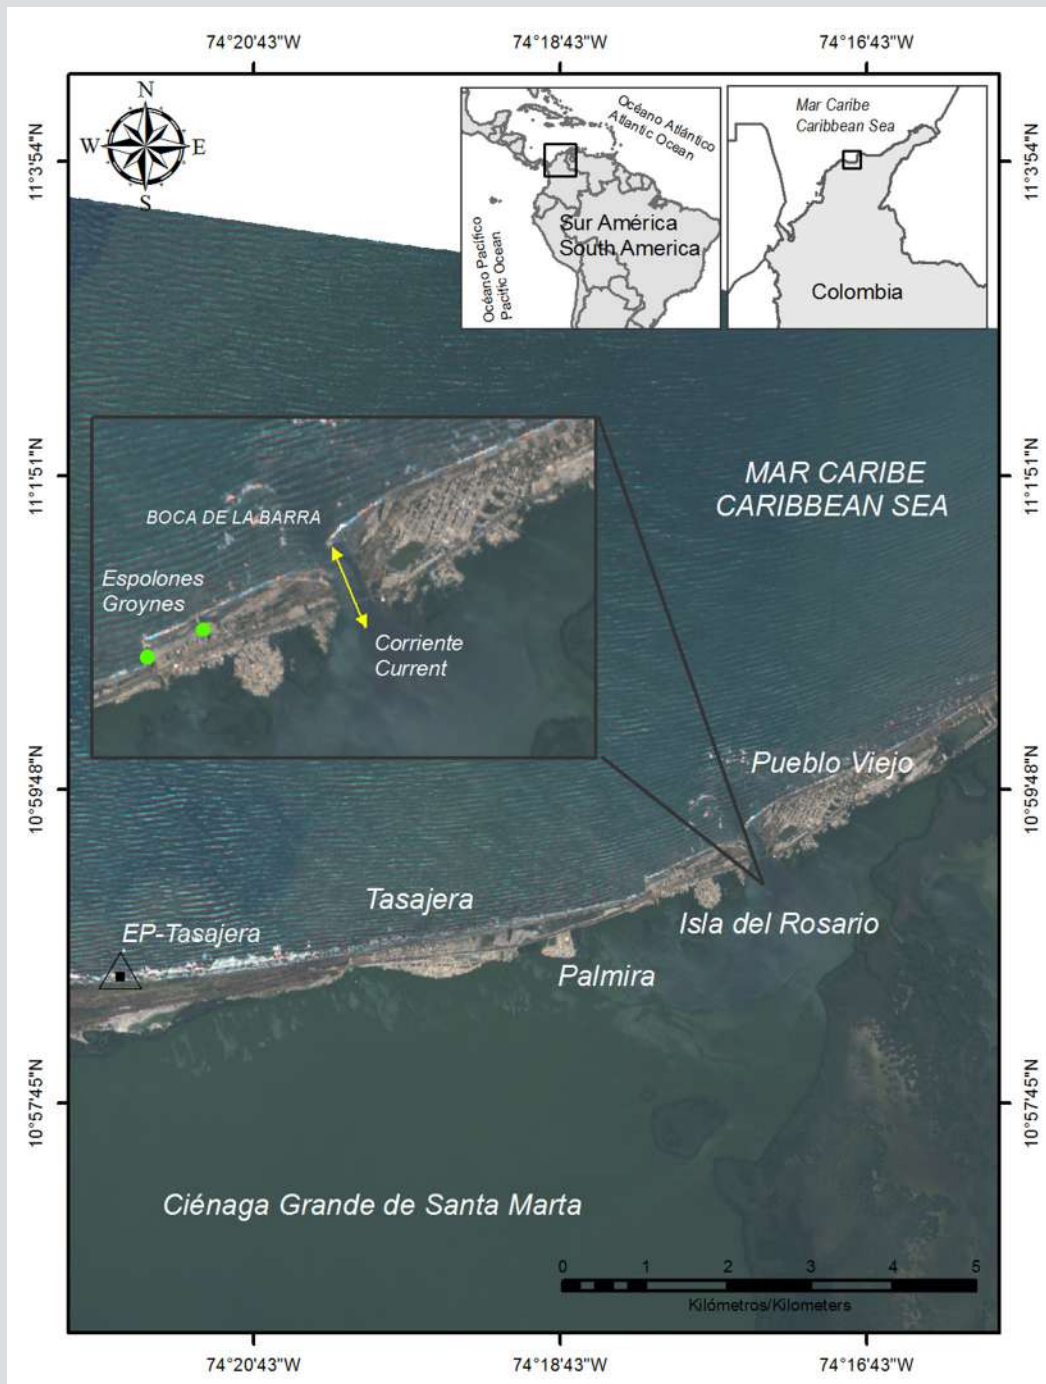 74°20'43"W
74°18'43"W
74°16'43"W
N
W
E
S
11°3'54"N
11°3'54"N
Océano Atlántico
Atlantic Ocean
Océano Pacífico
Pacific Ocean
Sur América
South America
Mar Caribe
Caribbean Sea
Colombia
11°1'51"N
11°1'51"N
MAR CARIBE
CARIBBEAN SEA
BOCA DE LA BARRA
Espolones
Groynes
Corriente
Current
10°59'48"N
10°59'48"N
Pueblo Viejo
Tasajera
EP-Tasajera
Isla del Rosario
Palmira
10°57'45"N
10°57'45"N
Ciénaga Grande de Santa Marta
0 1 2 3 4 5
Kilómetros/Kilometers
74°20'43"W
74°18'43"W
74°16'43"W